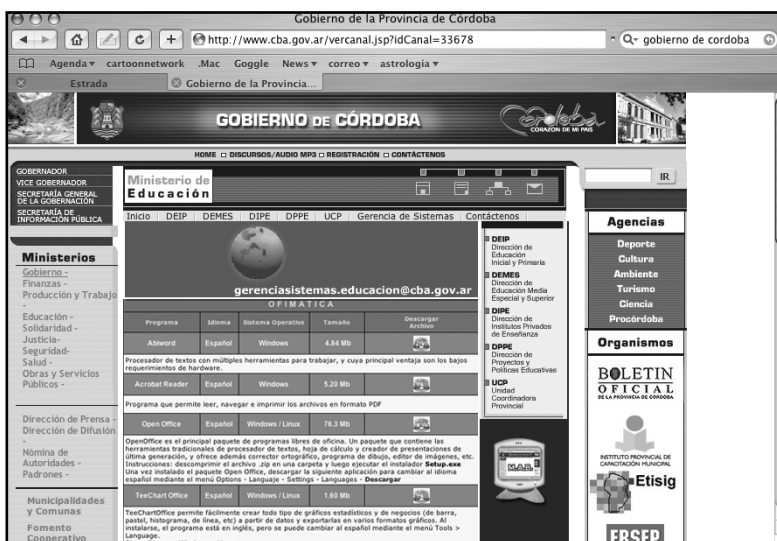 Gobierno de la Provincia de Córdoba
http://www.cba.gov.ar/vercanal.jsp?idCanal=33678
gobierno de cordoba
Agenda cartoonnetwork .Mac Goggle News correo astrologia
Estrada
Gobierno de la Provincia...
GOBIERNO DE CÓRDOBA
Córdoba
CORAZON DE MI PAIS
HOME DISCURSOS/AUDIO MP3 REGISTRACIÓN CONTÁCTENOS
GOBERNADOR
VICE GOBERNADOR
SECRETARÍA GENERAL
DE LA GOBERNACIÓN
SECRETARÍA DE
INFORMACIÓN PÚBLICA
Ministerios
Gobierno -
Finanzas -
Producción y Trabajo
-
Educación -
Solidaridad -
Justicia-
Seguridad-
Salud -
Obras y Servicios
Públicos -
Dirección de Prensa -
Dirección de Difusión
-
Nómina de
Autoridades -
Padrones -
Municipalidades
y Comunas
Fomento
Cooperativo
Ministerio de
Educación
Inicio DEIP DEMES DIPE DPPE UCP Gerencia de Sistemas Contáctenos
gerenciasistemas.educacion@cba.gov.ar
OFIMATICA
Programa Idioma Sistema Operativo Tamaño Descargar
Archivo
Abiword Español Windows 4.84 Mb
Procesador de textos con múltiples herramientas para trabajar, y cuya principal ventaja son los bajos
requerimientos de hardware.
Acrobat Reader Español Windows 5.20 Mb
Programa que permite leer, navegar e imprimir los archivos en formato PDF
Open Office Español Windows / Linux 76.3 Mb
OpenOffice es el principal paquete de programas libres de oficina. Un paquete que contiene las
herramientas tradicionales de procesador de textos, hoja de cálculo y creador de presentaciones de
última generación, y ofrece además corrector ortográfico, programa de dibujo, editor de imágenes, etc.
Instrucciones: descomprimir el archivo .zip en una carpeta y luego ejecutar el instalador Setup.exe
Una vez instalado el paquete Open Office, descargar la siguiente aplicación para cambiar al idioma
español mediante el menú Options - Languaje - Settings - Languages - Descargar
TeeChart Office Español Windows / Linux 1.60 Mb
TeeChartOffice permite fácilmente crear todo tipo de gráficos estadísticos y de negocios (de barra,
pastel, histograma, de línea, etc) a partir de datos y exportarlas en varios formatos gráficos. Al
instalarse, el programa está en inglés, pero se puede cambiar al español mediante el menú Tools >
Language.
DEIP
Dirección de
Educación
Inicial y Primaria
DEMES
Dirección de
Educación Media
Especial y Superior
DIPE
Dirección de
Institutos Privados
de Enseñanza
DPPE
Dirección de
Proyectos y
Políticas Educativas
UCP
Unidad
Coordinadora
Provincial
M.A.B.
IR
Agencias
Deporte
Cultura
Ambiente
Turismo
Ciencia
Procórdoba
Organismos
BOLETIN
OFICIAL
DE LA PROVINCIA DE CORDOBA
INSTITUTO PROVINCIAL DE
CAPACITACIÓN MUNICIPAL
Etisig
ERSEP